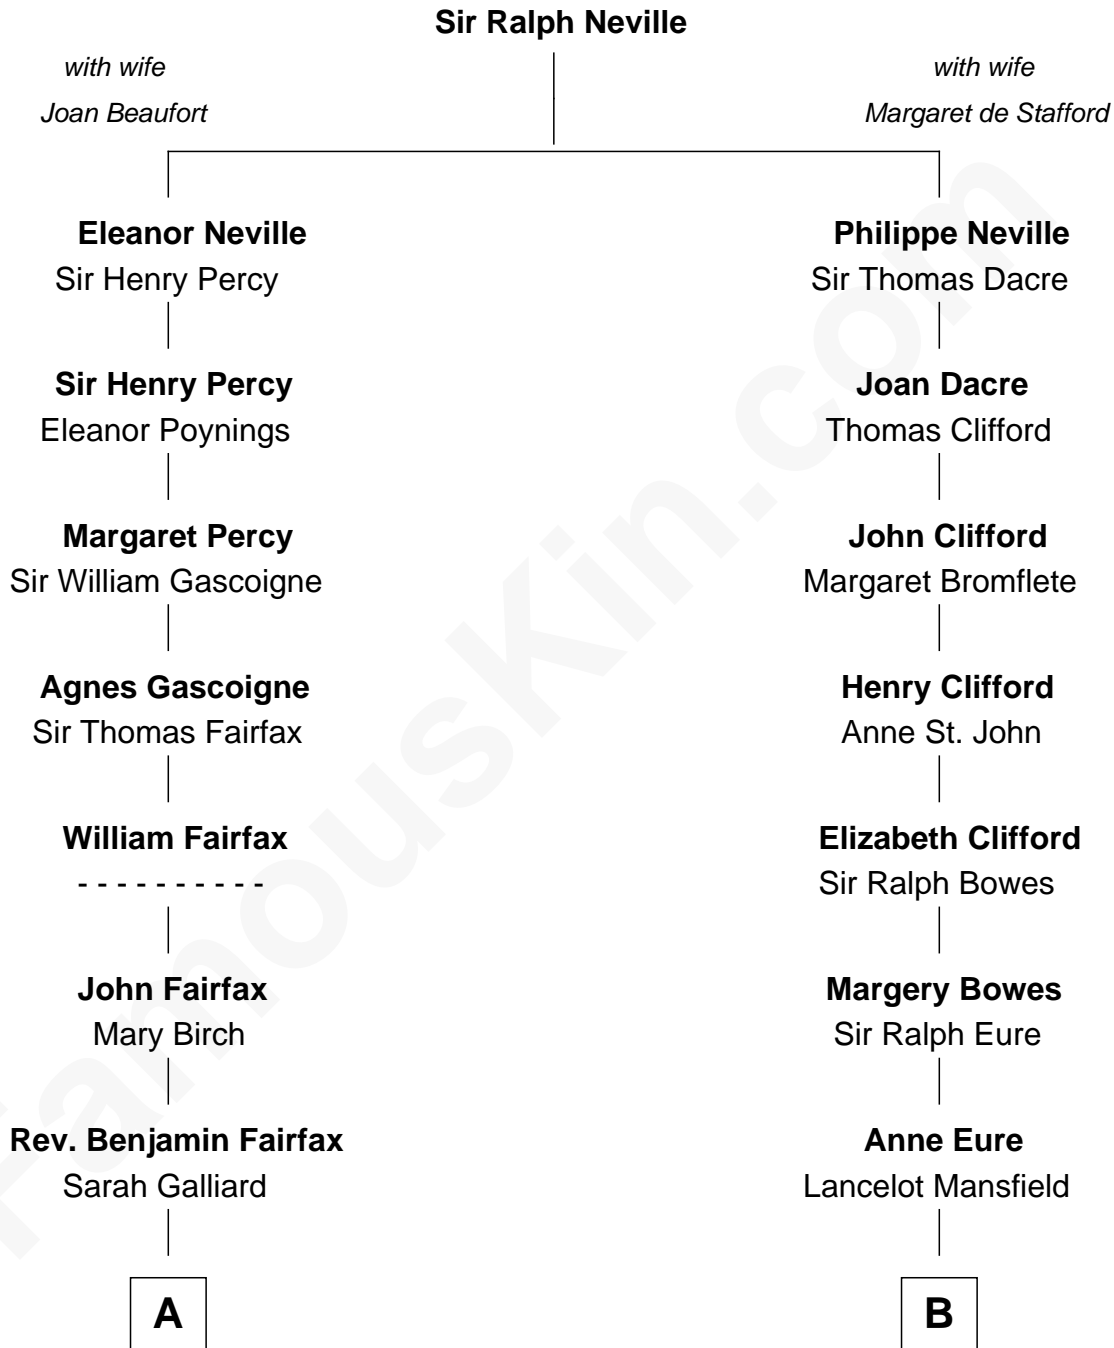 Sir Ralph Neville
with wife
Joan Beaufort
with wife
Margaret de Stafford
Eleanor Neville
Sir Henry Percy
Philippe Neville
Sir Thomas Dacre
Sir Henry Percy
Eleanor Poynings
Joan Dacre
Thomas Clifford
Margaret Percy
Sir William Gascoigne
John Clifford
Margaret Bromflete
Agnes Gascoigne
Sir Thomas Fairfax
Henry Clifford
Anne St. John
William Fairfax
- - - - - - - - - -
Elizabeth Clifford
Sir Ralph Bowes
John Fairfax
Mary Birch
Margery Bowes
Sir Ralph Eure
Rev. Benjamin Fairfax
Sarah Galliard
Anne Eure
Lancelot Mansfield
A
B
FamousKin.com